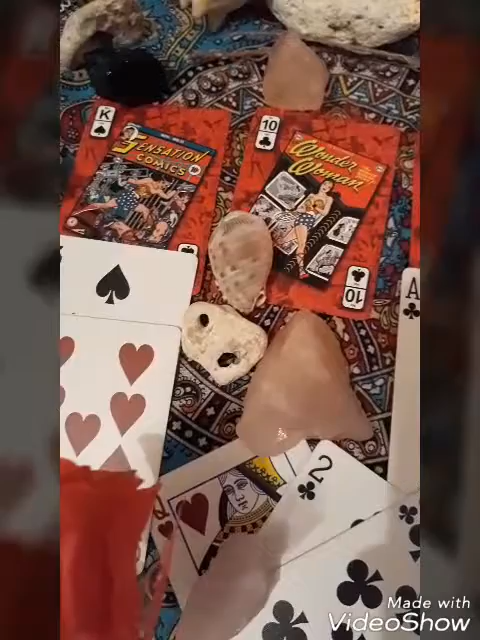 K
SENSATION
COMICS
10
Wonder
Woman
10
A
2
Made with
VideoShow